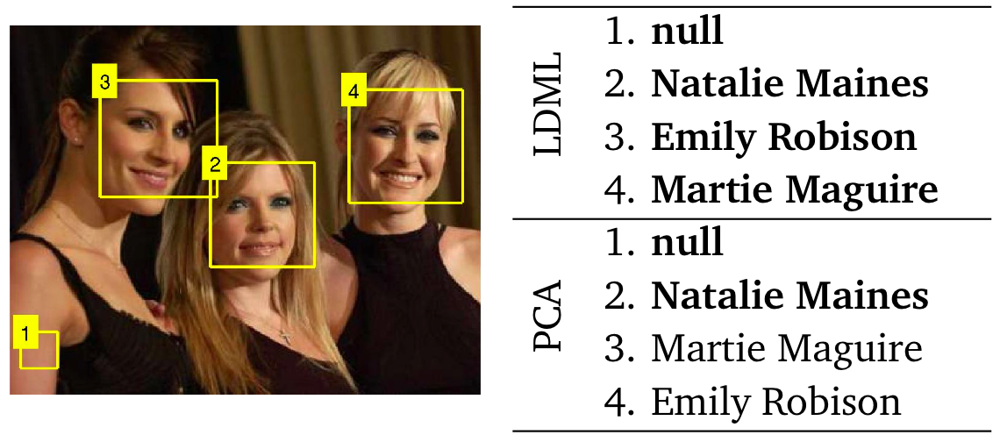 3
4
2
1
LDML
1. null
2. Natalie Maines
3. Emily Robison
4. Martie Maguire
PCA
1. null
2. Natalie Maines
3. Martie Maguire
4. Emily Robison